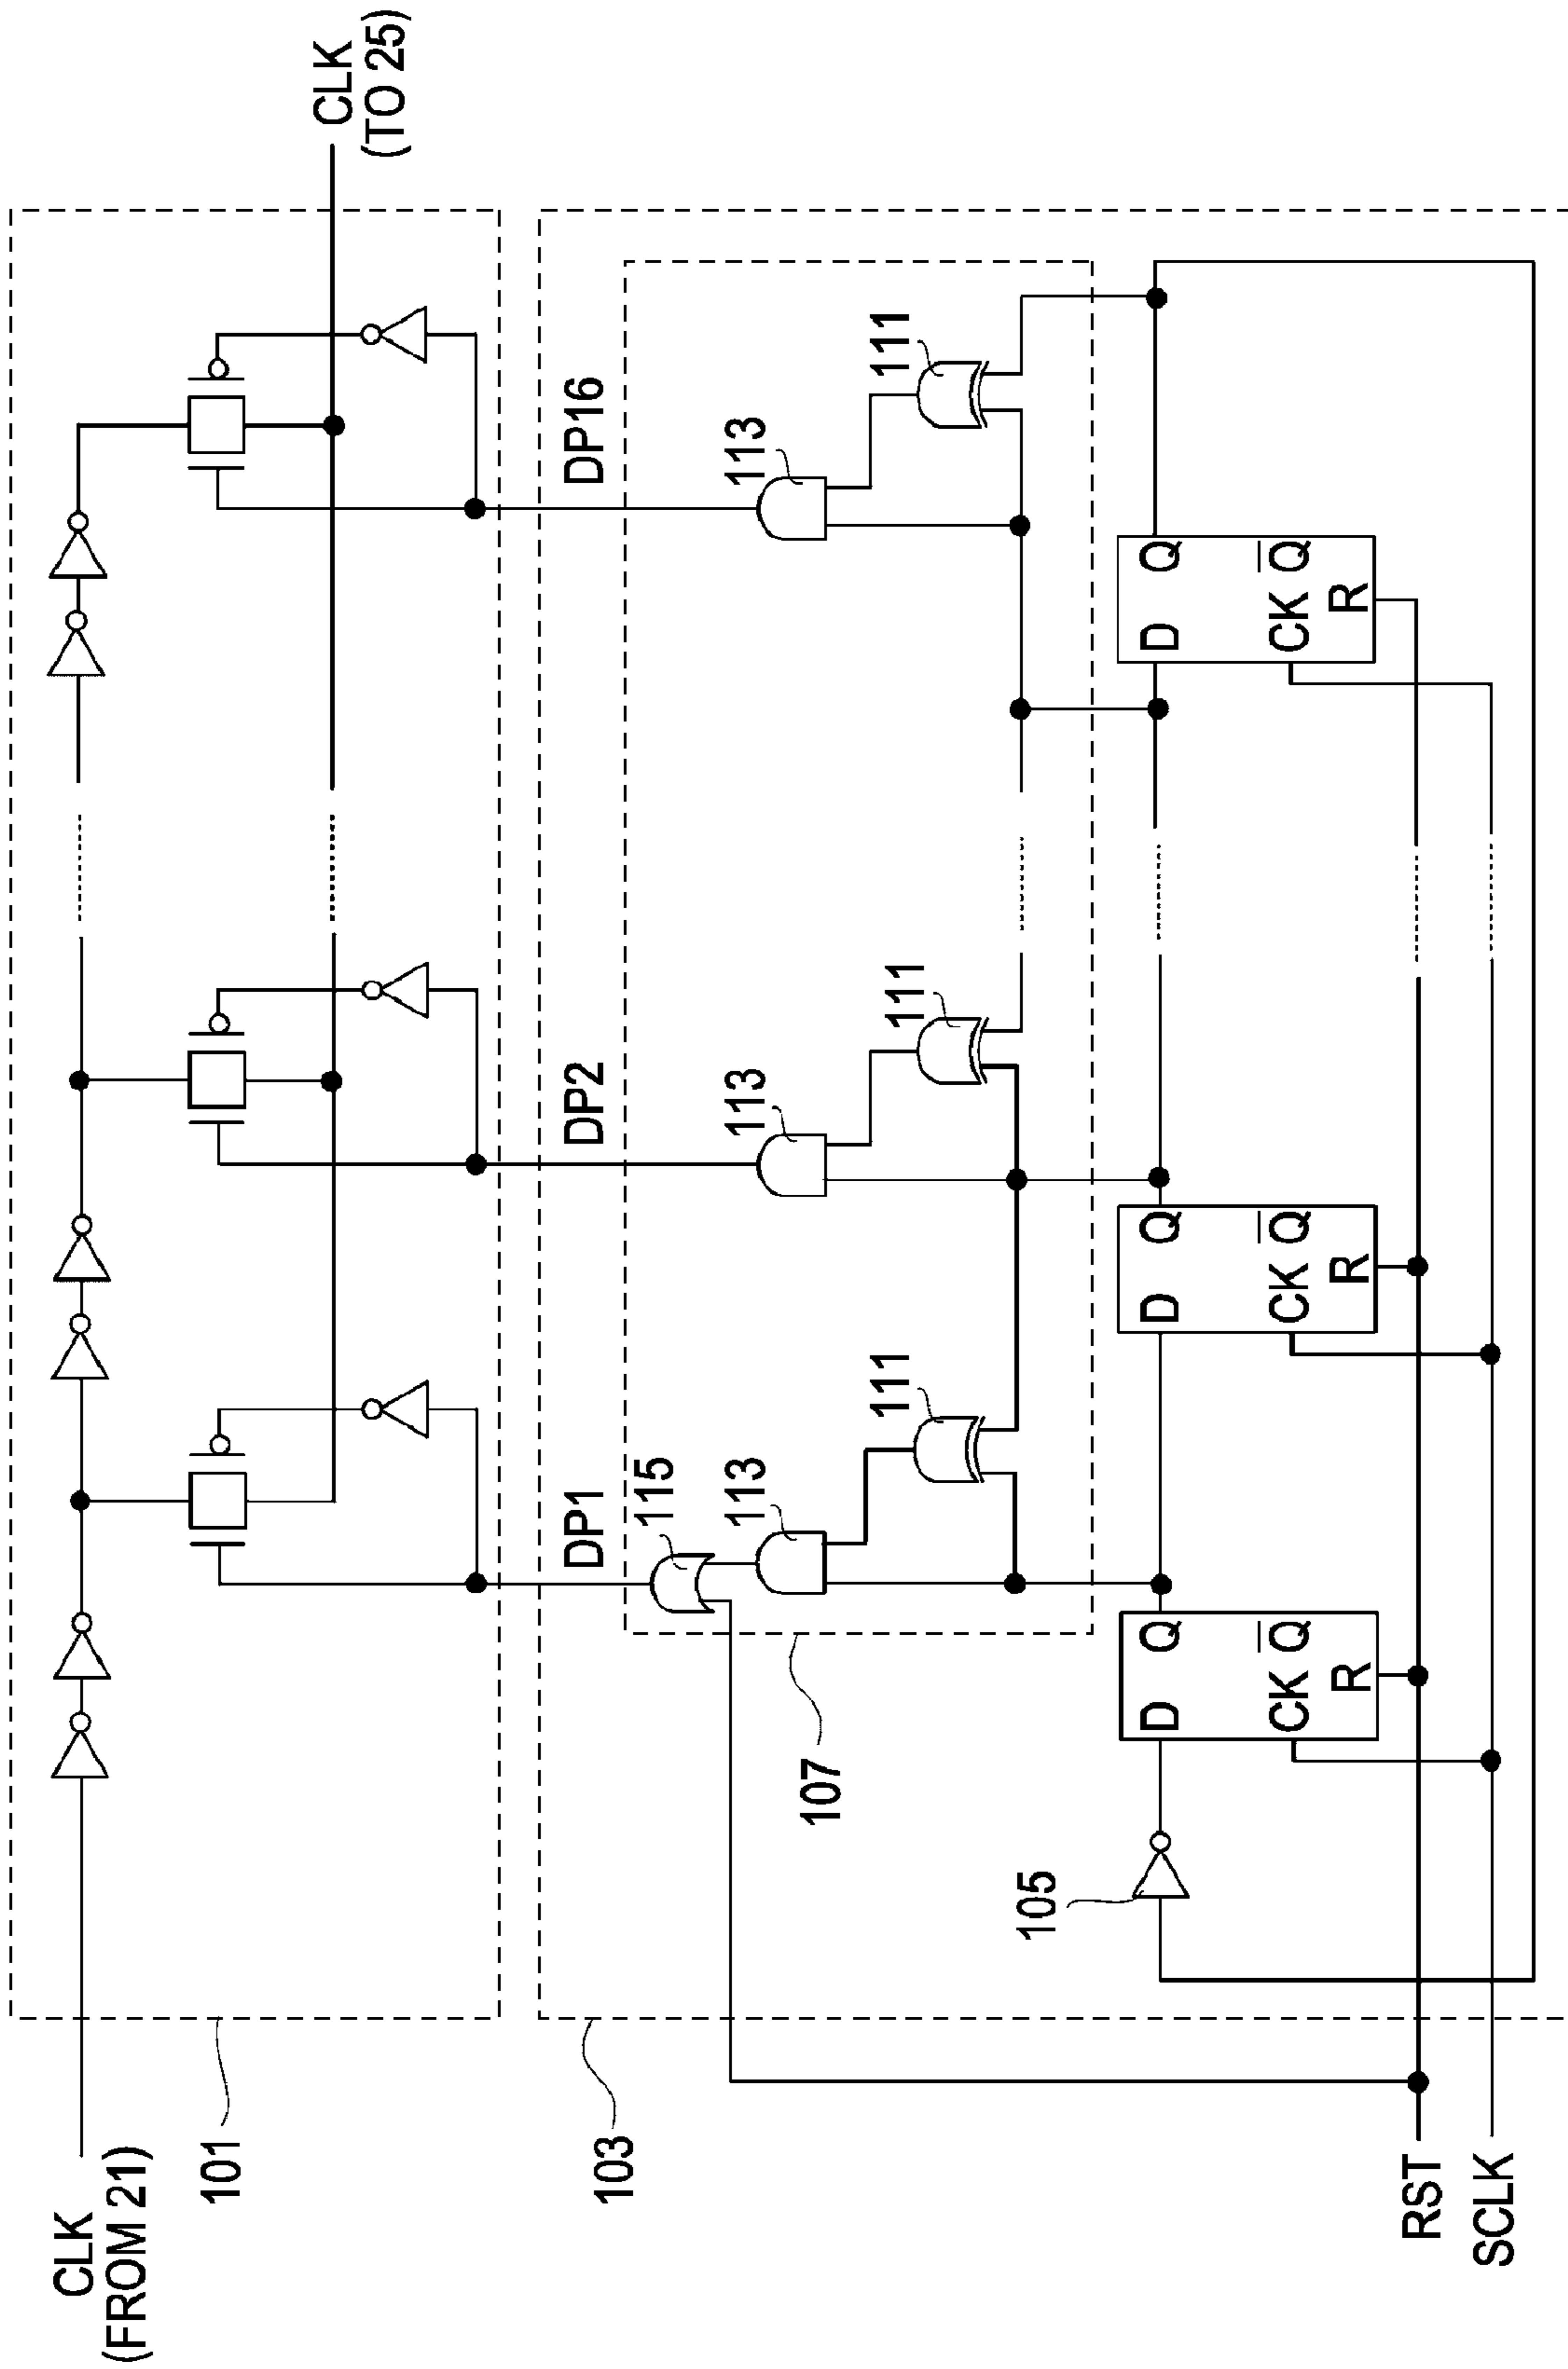 CLK
(FROM 21)
CLK
(TO 25)
101
103
DP1
DP2
DP16
115
113
113
113
111
111
111
107
105
D Q
CK Q̅
R
D Q
CK Q̅
R
D Q
CK Q̅
R
RST
SCLK